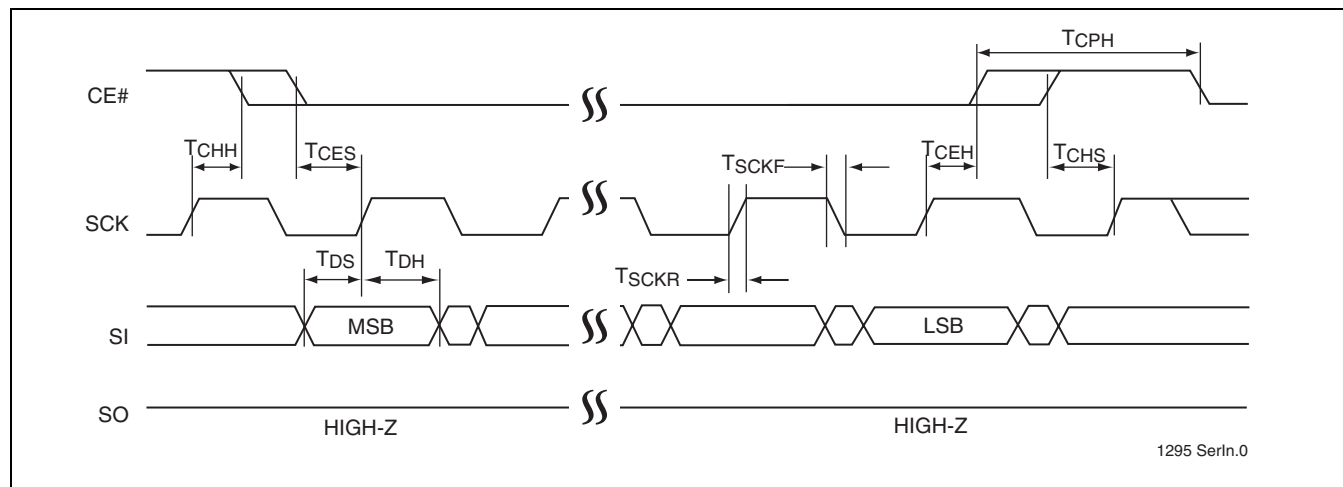 TCPH
CE#
TCHH
TCES
TSCKF
TCEH
TCHS
SCK
TDS
TDH
TSCKR
SI
MSB
LSB
SO
HIGH-Z
HIGH-Z
1295 SerIn.0